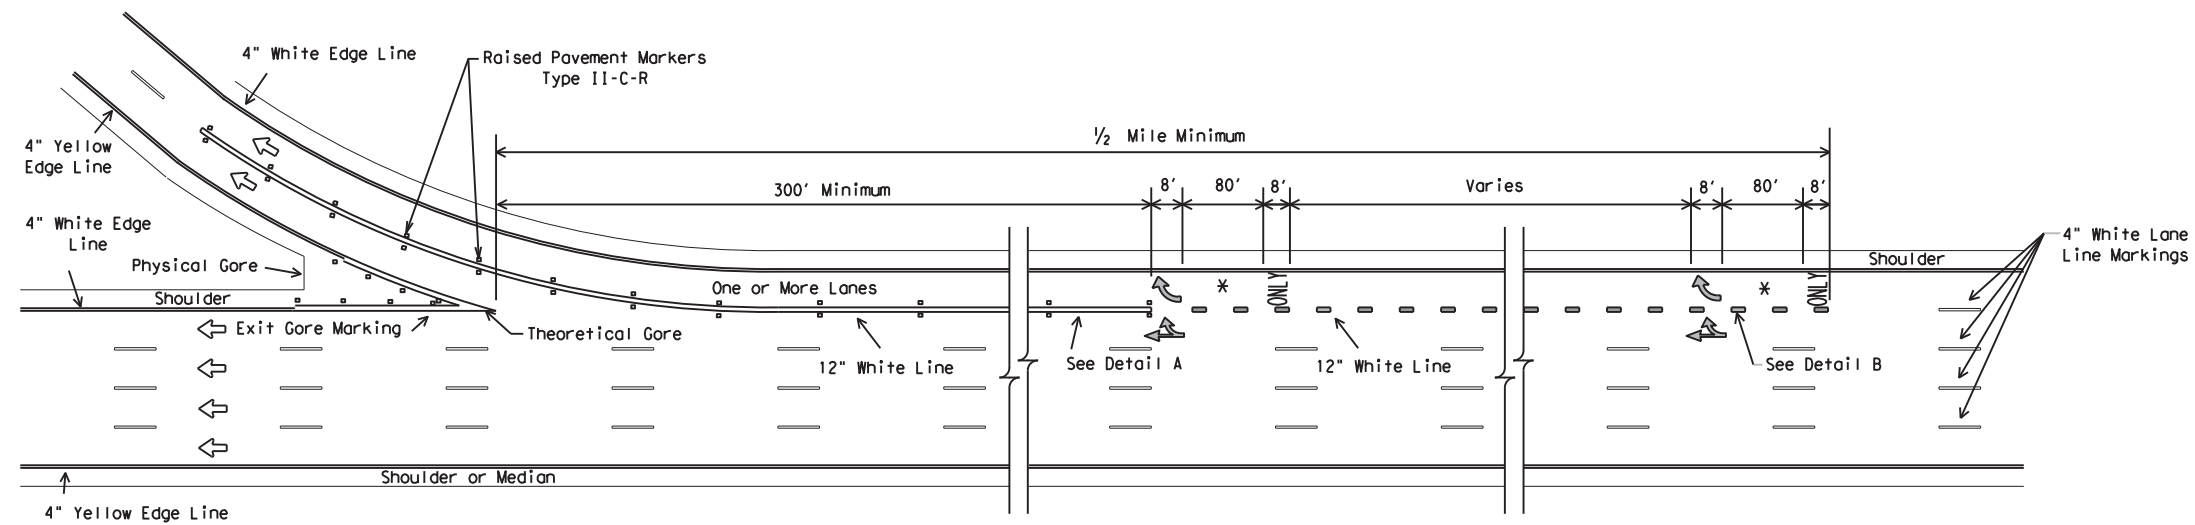 4" White Edge Line
Raised Pavement Markers
Type II-C-R
4" Yellow
Edge Line
½ Mile Minimum
300' Minimum
8'
80'
8'
Varies
8'
80'
8'
4" White Edge
Line
Physical Gore
Shoulder
4" White Lane
Line Markings
Shoulder
One or More Lanes
*
ONLY
*
ONLY
Shoulder
Exit Gore Marking
Theoretical Gore
12" White Line
See Detail A
12" White Line
See Detail B
Shoulder or Median
4" Yellow Edge Line